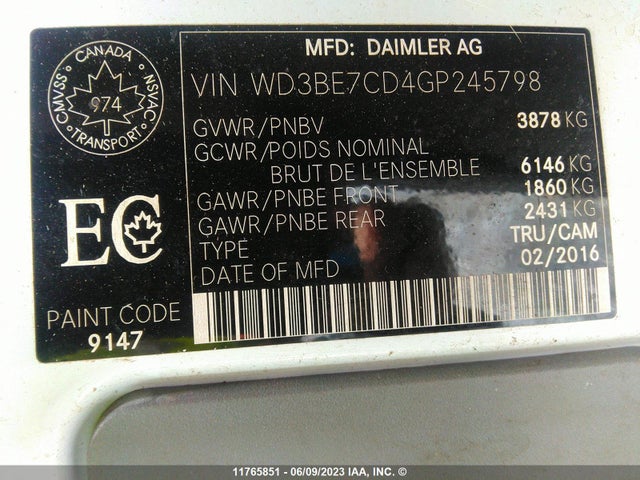 CANADA
CMVSS
NSVAC
974
TRANSPORT
MFD: DAIMLER AG
VIN WD3BE7CD4GP245798
GVWR/PNBV 3878 KG
GCWR/POIDS NOMINAL
BRUT DE L'ENSEMBLE 6146 KG
GAWR/PNBE FRONT 1860 KG
GAWR/PNBE REAR 2431 KG
TYPE TRU/CAM
DATE OF MFD 02/2016
EC
PAINT CODE
9147
11765851 - 06/09/2023 IAA, INC. ©